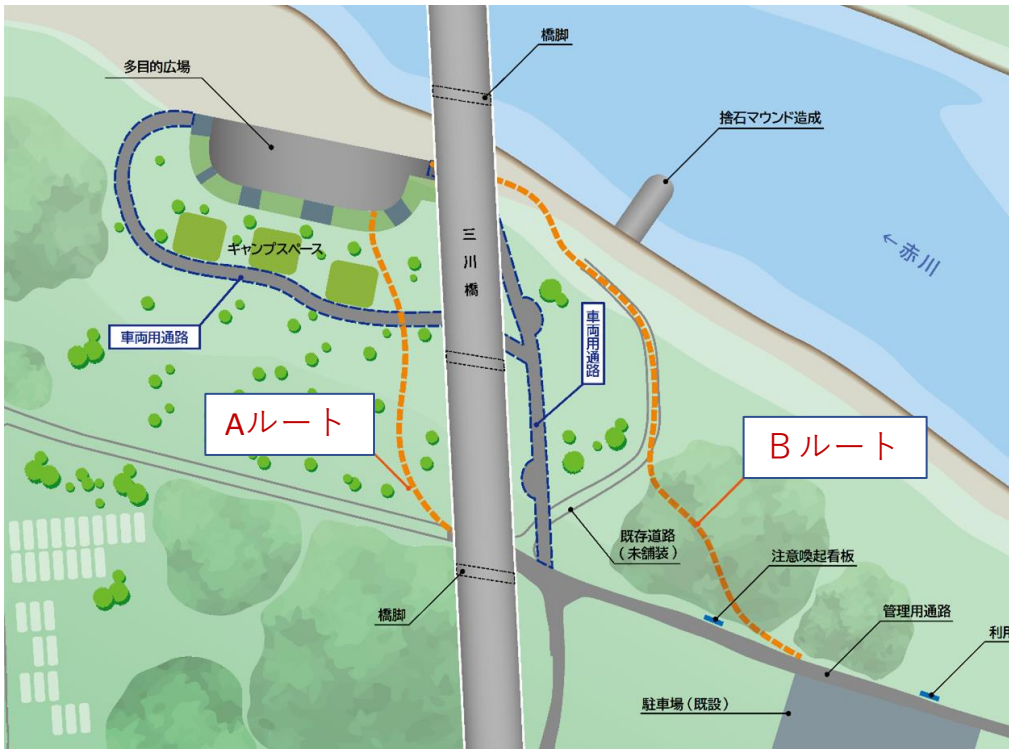 橋脚
多目的広場
捨石マウンド造成
←赤川
三川橋
キャンプスペース
車両用通路
車両用通路
Aルート
Bルート
既存道路
(未舗装)
注意喚起看板
橋脚
管理用通路
利用
駐車場(既設)